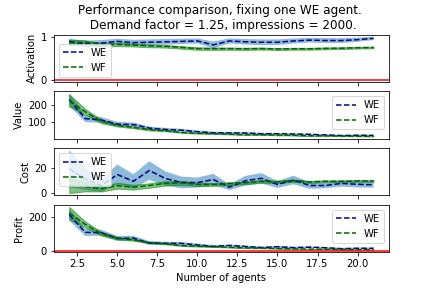 Performance comparison, fixing one WE agent.
Demand factor = 1.25, impressions = 2000.
Activation
1
0
WE
WF
Value
200
100
WE
WF
Cost
20
0
WE
WF
Profit
200
0
WE
WF
2.5 5.0 7.5 10.0 12.5 15.0 17.5 20.0
Number of agents